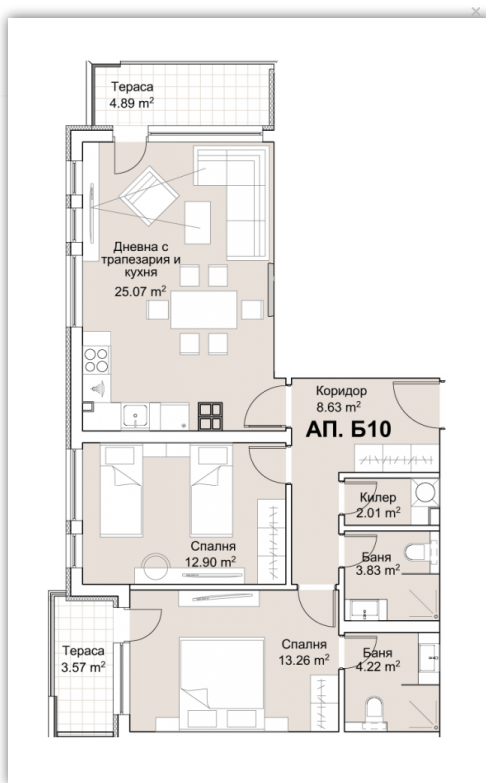 Тераса
4.89 m²
Дневна с
трапезария и
кухня
25.07 m²
Коридор
8.63 m²
АП. Б10
Килер
2.01 m²
Спалня
12.90 m²
Баня
3.83 m²
Тераса
3.57 m²
Спалня
13.26 m²
Баня
4.22 m²